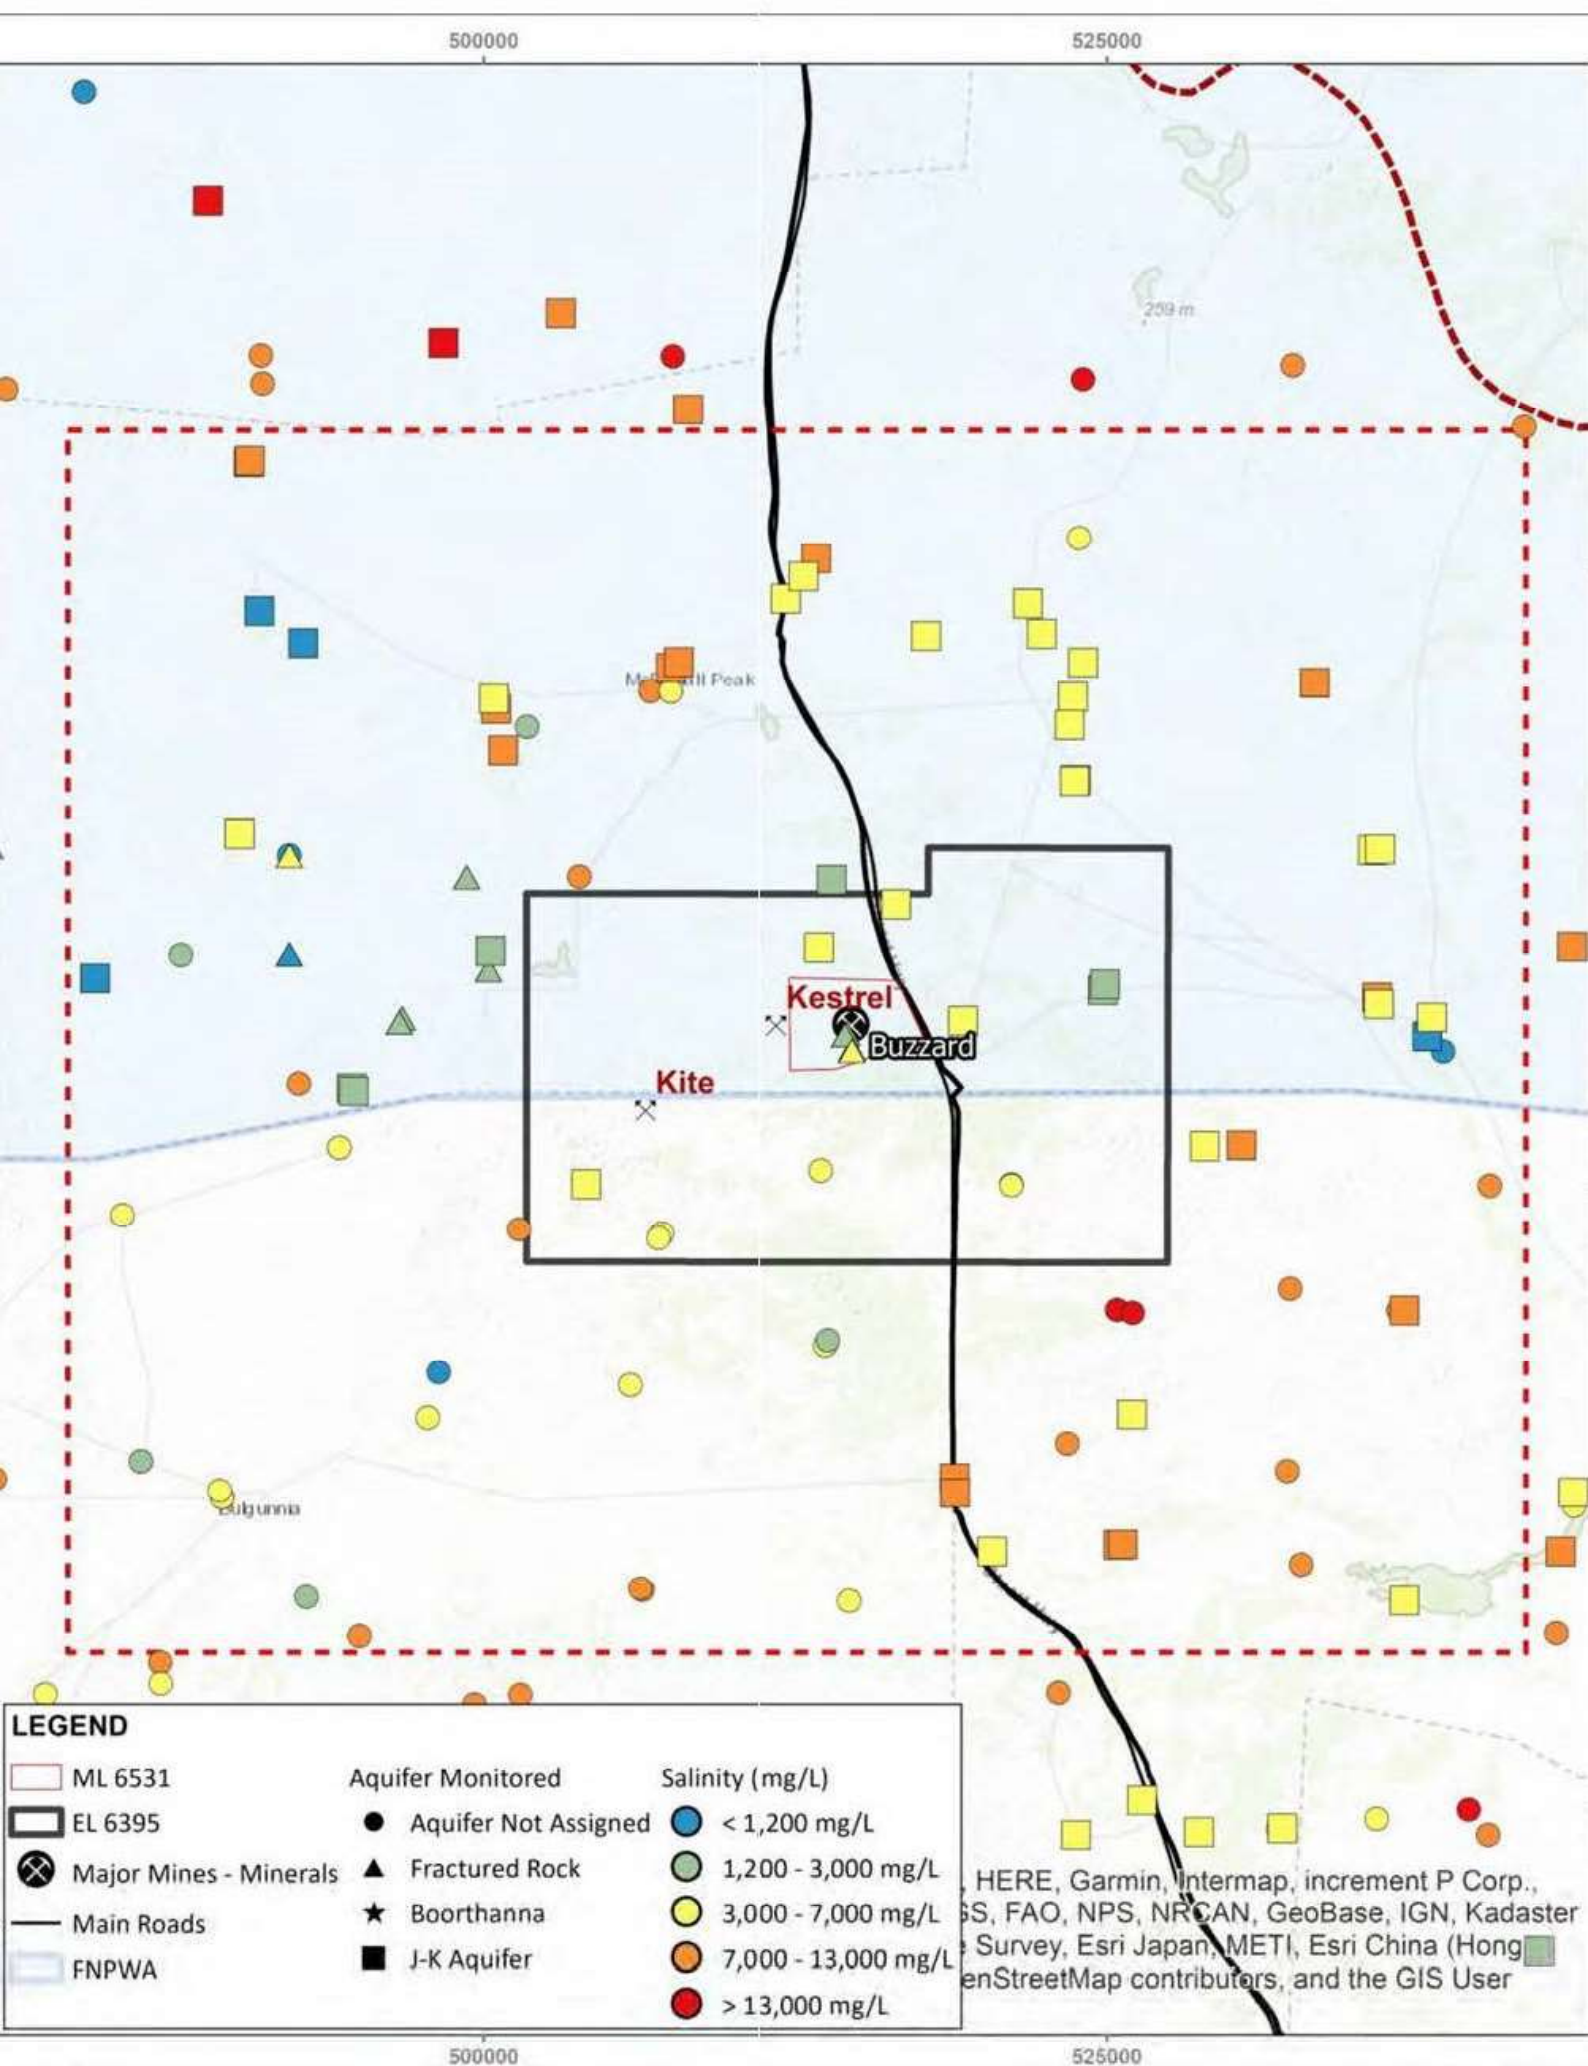 500000
525000
259 m
Peak
Kestrel
Buzzard
Kite
LEGEND
ML 6531
EL 6395
Major Mines - Minerals
Main Roads
FNPWA
Aquifer Monitored
Aquifer Not Assigned
Fractured Rock
Boorthanna
J-K Aquifer
Salinity (mg/L)
< 1,200 mg/L
1,200 - 3,000 mg/L
3,000 - 7,000 mg/L
7,000 - 13,000 mg/L
> 13,000 mg/L
, HERE, Garmin, Intermap, increment P Corp.,
FAO, NPS, NRCAN, GeoBase, IGN, Kadaster
Survey, Esri Japan, METI, Esri China (Hong
enStreetMap contributors, and the GIS User
500000
525000